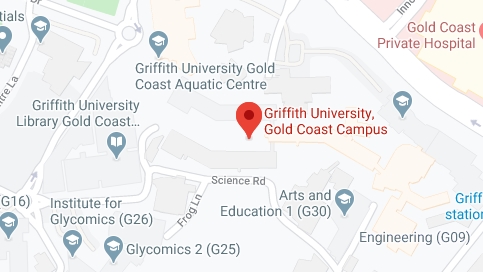 Gold Coast
Private Hospital
Griffith University Gold
Coast Aquatic Centre
Griffith University
Library Gold Coast...
Griffith University,
Gold Coast Campus
Science Rd
Frog Ln
Institute for
Glycomics (G26)
Arts and
Education 1 (G30)
Glycomics 2 (G25)
Engineering (G09)
G16)
Griff
station